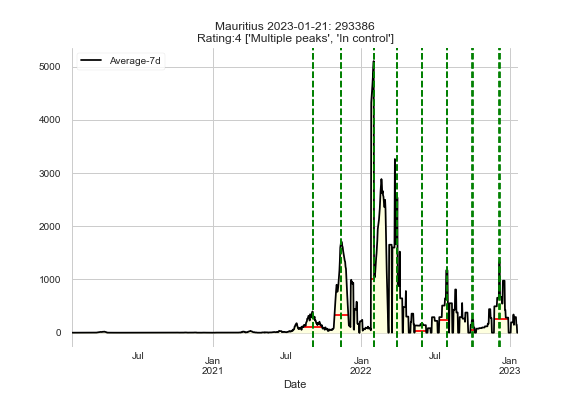 Mauritius 2023-01-21: 293386
Rating:4 ['Multiple peaks', 'In control']
Average-7d
5000
4000
3000
2000
1000
0
Jul
Jan
2021
Jul
Jan
2022
Jul
Jan
2023
Date